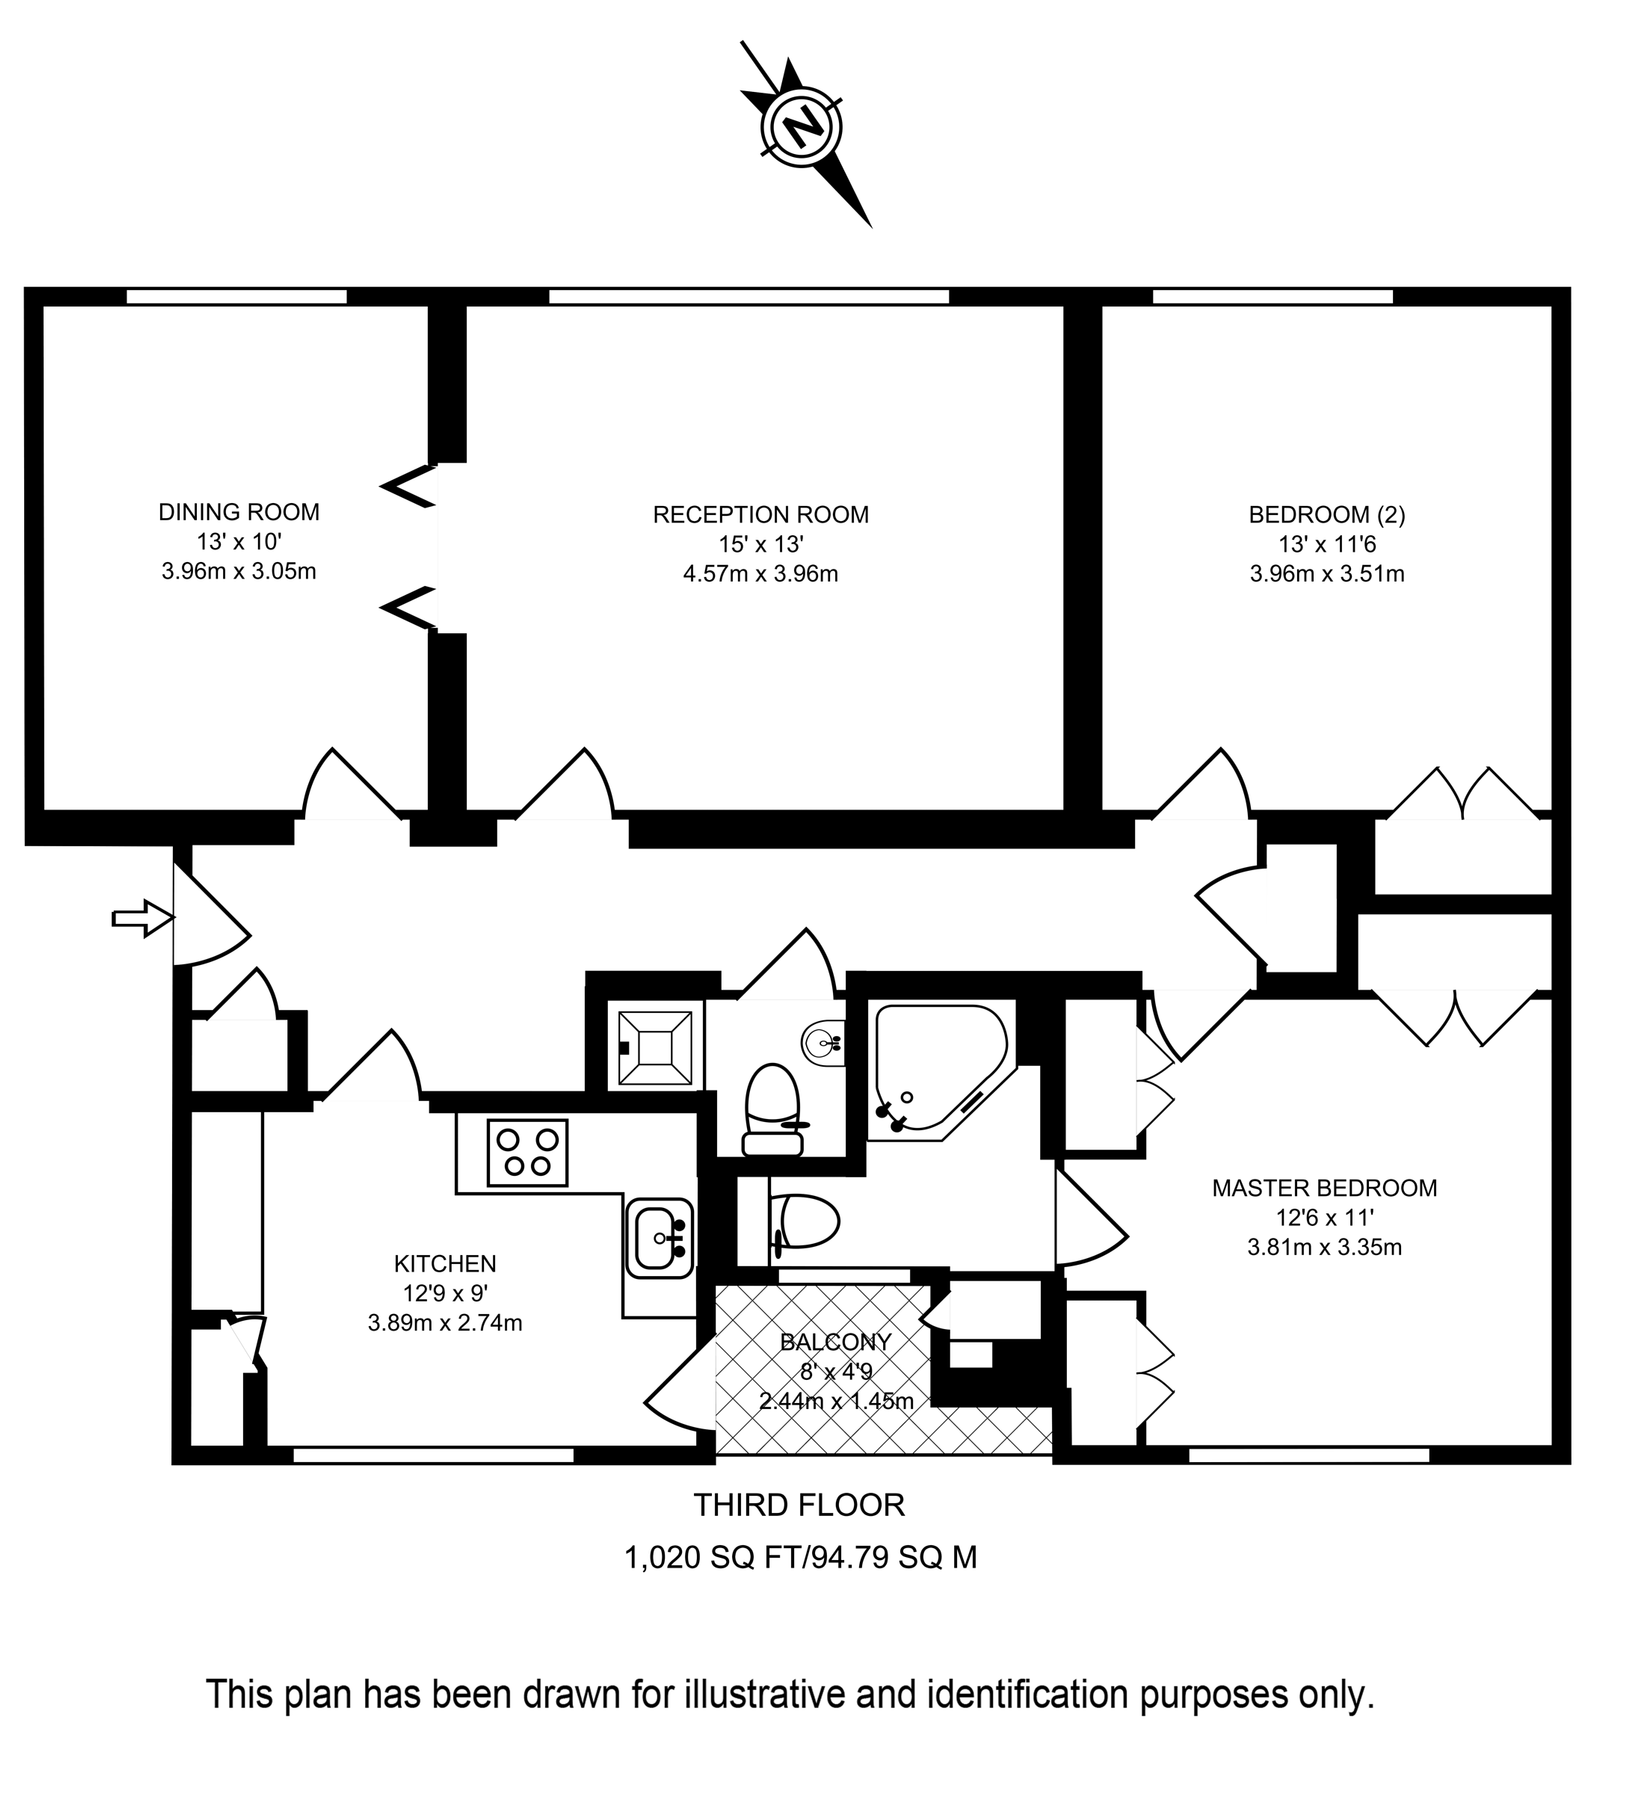 N
DINING ROOM
13' x 10'
3.96m x 3.05m
RECEPTION ROOM
15' x 13'
4.57m x 3.96m
BEDROOM (2)
13' x 11'6
3.96m x 3.51m
MASTER BEDROOM
12'6 x 11'
3.81m x 3.35m
KITCHEN
12'9 x 9'
3.89m x 2.74m
BALCONY
8' x 4'9
2.44m x 1.45m
THIRD FLOOR
1,020 SQ FT/94.79 SQ M
This plan has been drawn for illustrative and identification purposes only.